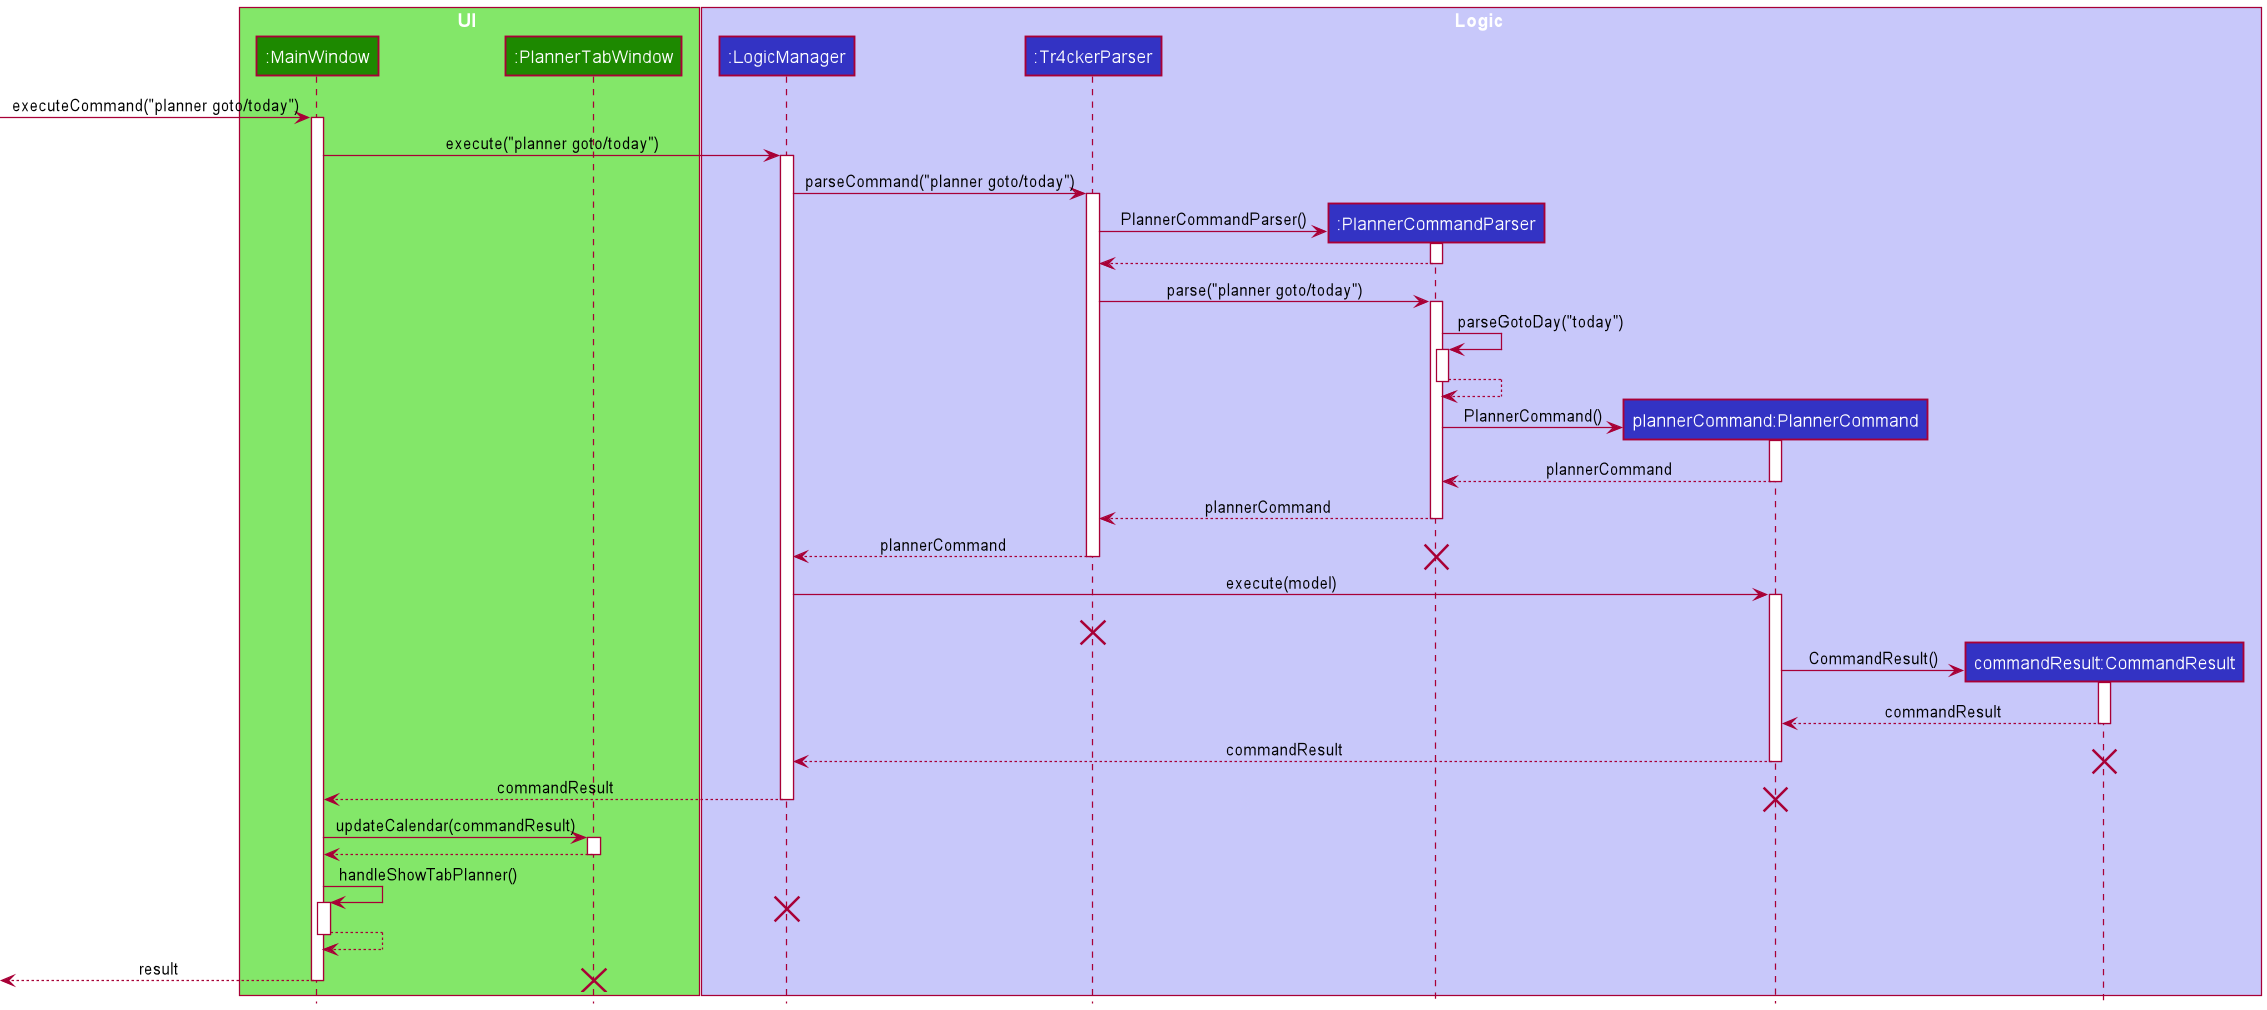 UI
Logic
:MainWindow
:PlannerTabWindow
:LogicManager
:Tr4ckerParser
executeCommand("planner goto/today")
execute("planner goto/today")
parseCommand("planner goto/today")
PlannerCommandParser()
:PlannerCommandParser
parse("planner goto/today")
parseGotoDay("today")
PlannerCommand()
plannerCommand:PlannerCommand
plannerCommand
plannerCommand
plannerCommand
execute(model)
CommandResult()
commandResult:CommandResult
commandResult
commandResult
commandResult
updateCalendar(commandResult)
handleShowTabPlanner()
result